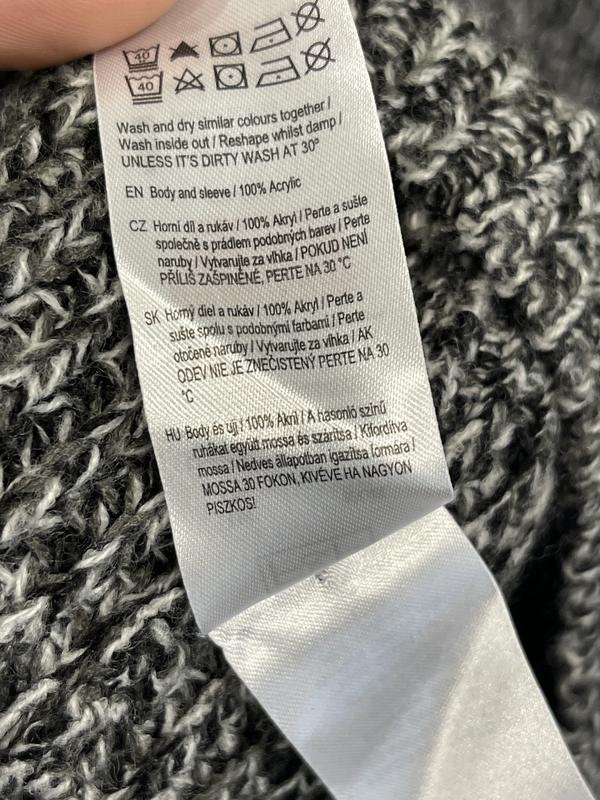 40
40
Wash and dry similar colours together /
Wash inside out / Reshape whilst damp /
UNLESS IT'S DIRTY WASH AT 30°
EN Body and sleeve / 100% Acrylic
CZ Horní díl a rukáv / 100% Akryl / Perte a sušte
společně s prádlem podobných barev / Perte
naruby / Vytvarujte za vlhka / POKUD NENÍ
PŘÍLIŠ ZAŠPINĚNÉ, PERTE NA 30 °C
SK Horný diel a rukáv / 100% Akryl / Perte a
sušte spolu s podobnými farbami / Perte
otočené naruby / Vytvarujte za vlhka / AK
ODEV NIE JE ZNEČISTENÝ PERTE NA 30
°C
HU Body és ujj / 100% Akril / A hasonló színű
ruhákat együtt mossa és szárítsa / Kifordítva
mossa / Nedves állapotban igazítsa formára /
MOSSA 30 FOKON, KIVÉVE HA NAGYON
PISZKOS!